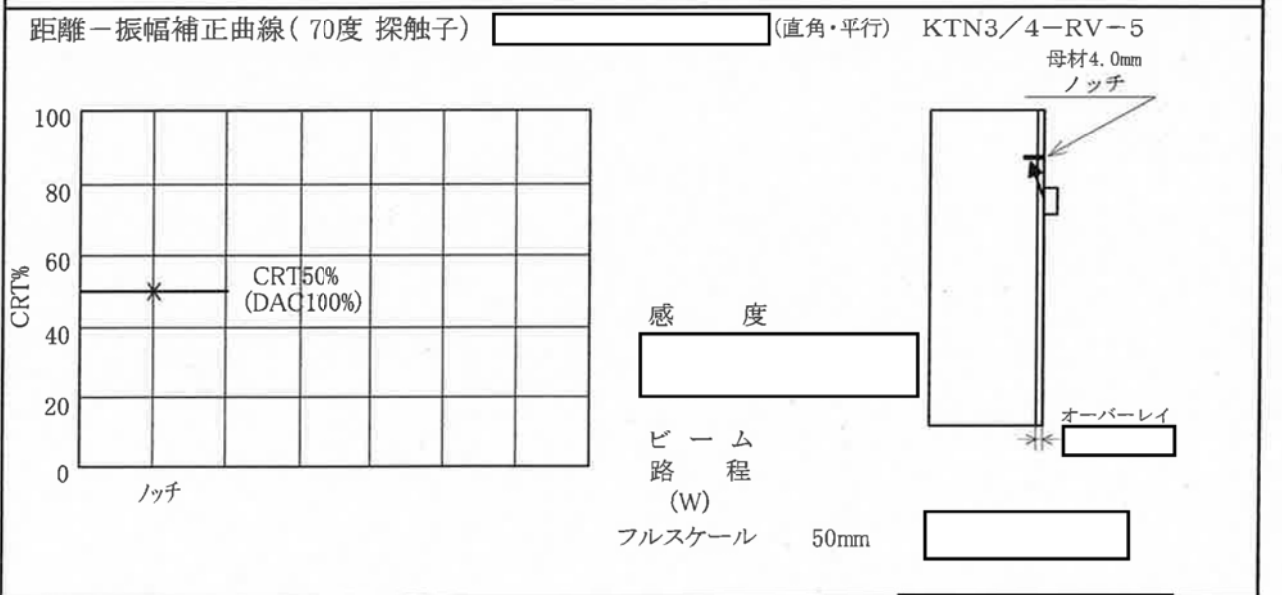 距離－振幅補正曲線( 70度 探触子) (直角・平行) KTN3／4－RV－5
母材4.0mm
ノッチ
100
80
60
40
20
0
CRT%
CRT50%
(DAC100%)
ノッチ
感 度
オーバーレイ
ビ ー ム
路 程
(W)
フルスケール 50mm